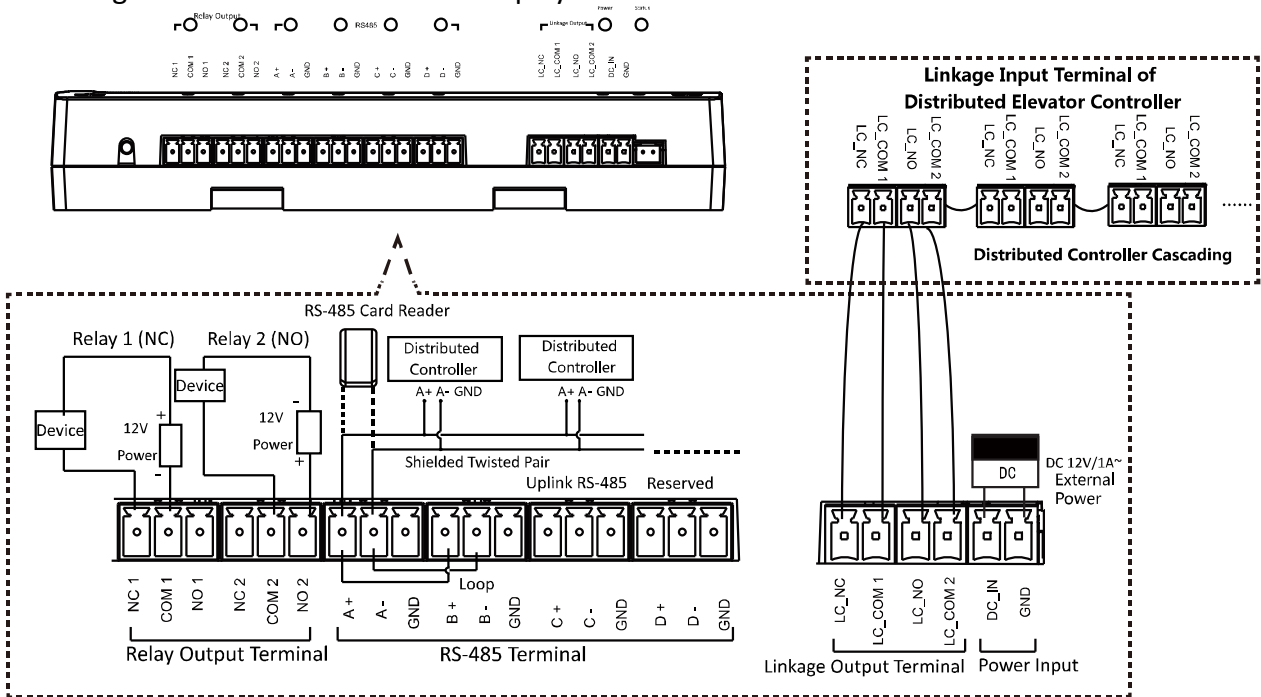 Relay Output
RS485
Linkage Output
Power
Status
NC 1
COM 1
NO 1
NC 2
COM 2
NO 2
A +
A -
GND
B +
B -
GND
C +
C -
GND
D +
D -
GND
LC_NC
LC_COM 1
LC_NO
LC_COM 2
DC_IN
GND
Linkage Input Terminal of
Distributed Elevator Controller
LC_NC
LC_COM 1
LC_NO
LC_COM 2
LC_NC
LC_COM 1
LC_NO
LC_COM 2
LC_NC
LC_COM 1
LC_NO
LC_COM 2
......
Distributed Controller Cascading
RS-485 Card Reader
Relay 1 (NC)
Relay 2 (NO)
Distributed
Controller
A+ A- GND
Distributed
Controller
A+ A- GND
Device
Device
+
12V
Power
-
-
12V
Power
+
Shielded Twisted Pair
Uplink RS-485
Reserved
DC
DC 12V/1A~
External
Power
Loop
NC 1
COM 1
NO 1
NC 2
COM 2
NO 2
A +
A -
GND
B +
B -
GND
C +
C -
GND
D +
D -
GND
LC_NC
LC_COM 1
LC_NO
LC_COM 2
DC_IN
GND
Relay Output Terminal
RS-485 Terminal
Linkage Output Terminal
Power Input